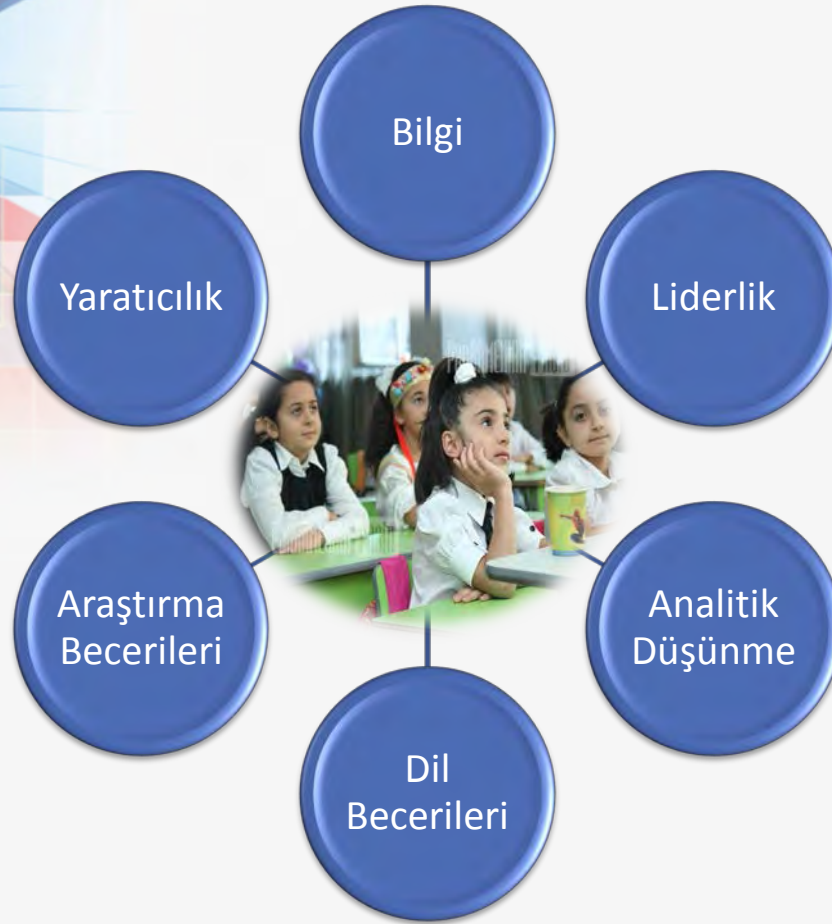 Bilgi
Liderlik
Analitik
Düşünme
Dil
Becerileri
Araştırma
Becerileri
Yaratıcılık